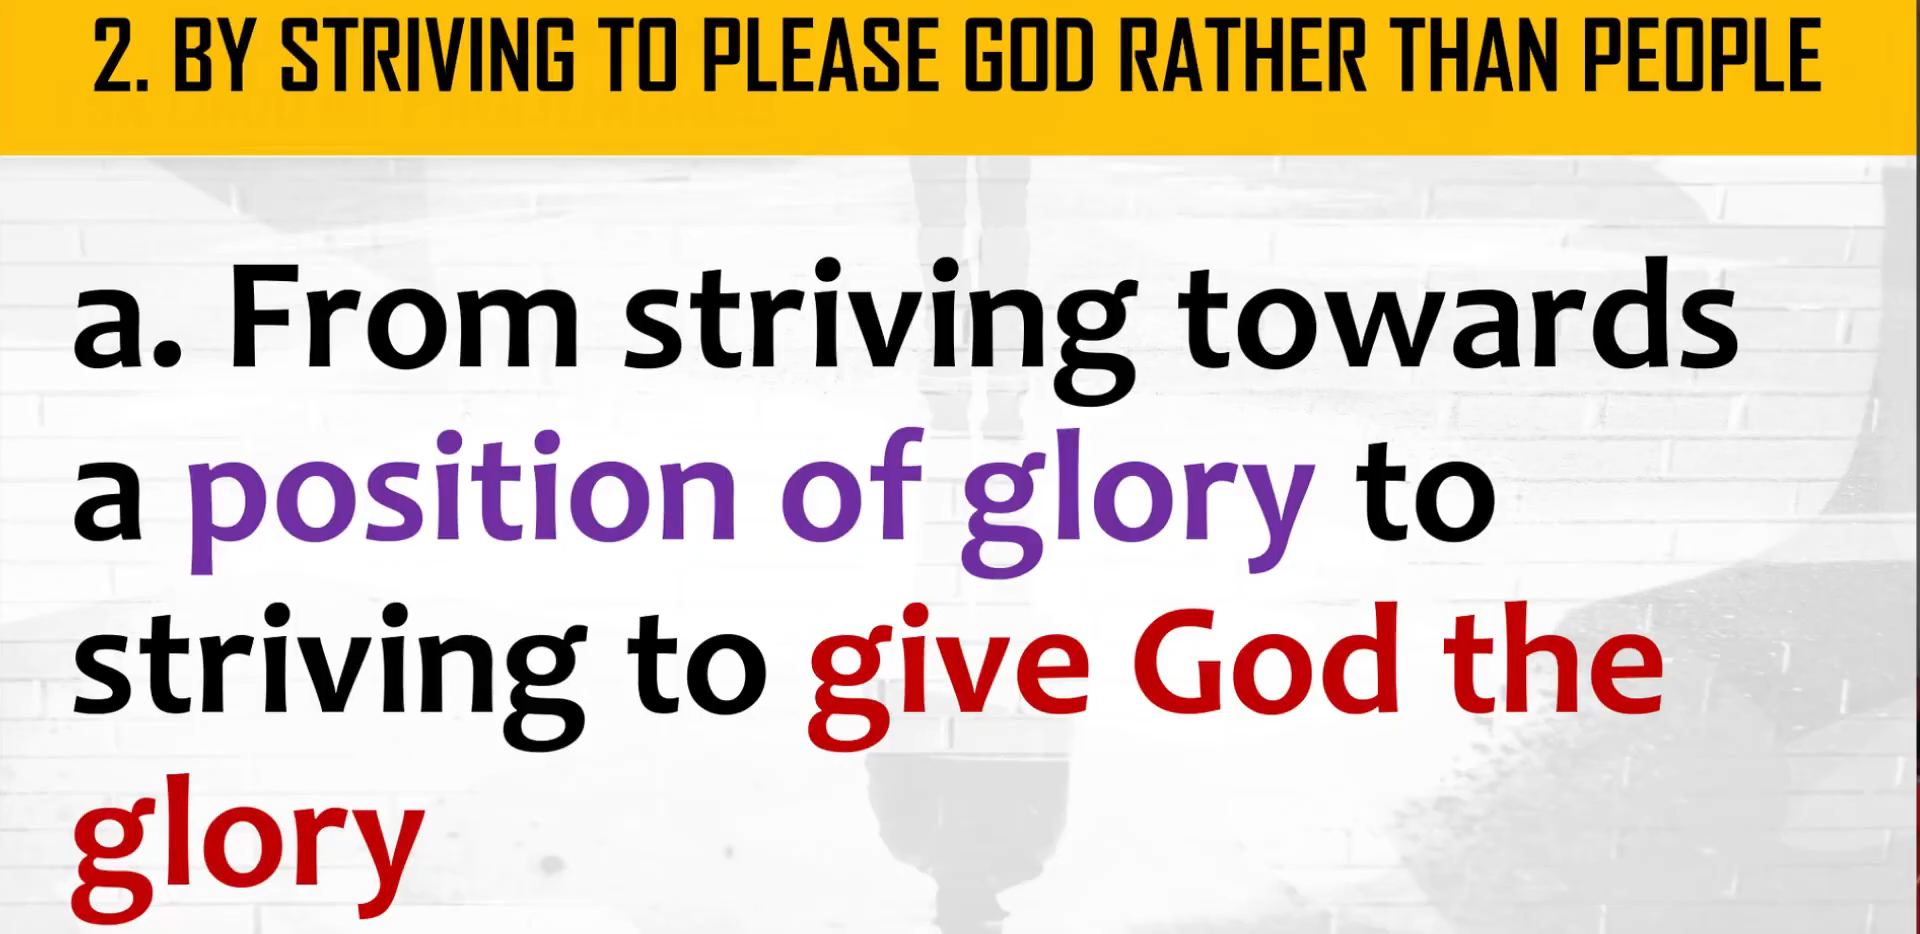 2. BY STRIVING TO PLEASE GOD RATHER THAN PEOPLE
a. From striving towards
a position of glory to
striving to give God the
glory